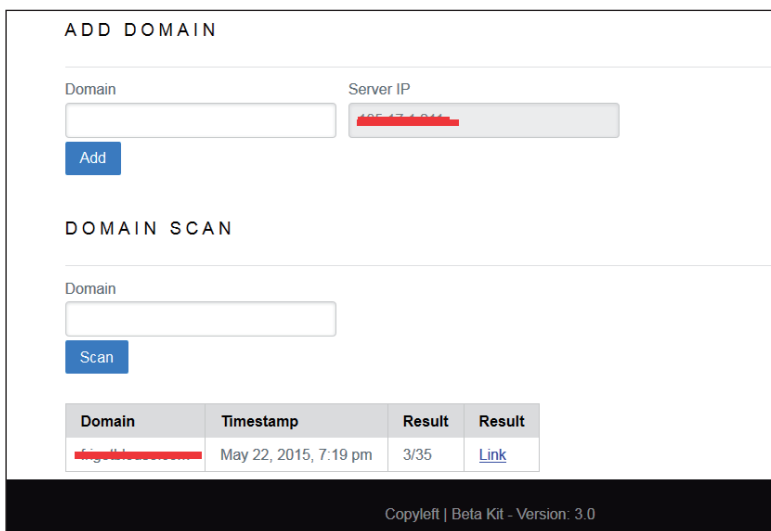 ADD DOMAIN
Domain Server IP
Add
DOMAIN SCAN
Domain
Scan
Domain Timestamp Result Result
May 22, 2015, 7:19 pm 3/35 Link
Copyleft | Beta Kit - Version: 3.0